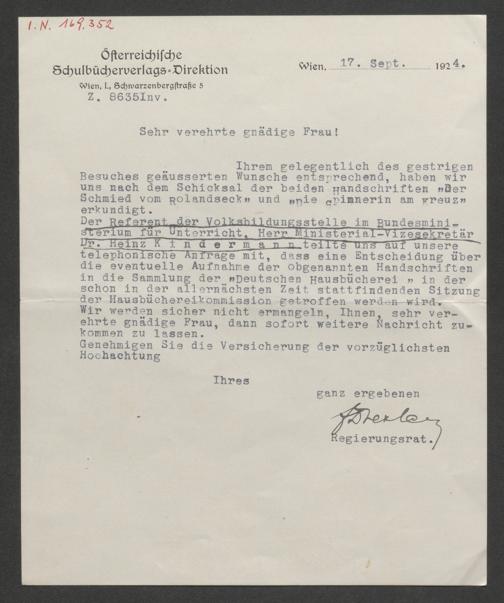 I.N. 169.352
Österreichische
Schulbücherverlags-Direktion
Wien, I., Schwarzenbergstraße 5
Z. 8635Inv.
Wien, 17. Sept. 1924.
Sehr verehrte gnädige Frau!
Ihrem gelegentlich des gestrigen
Besuches geäusserten Wunsche entsprechend, haben wir
uns nach dem Schicksal der beiden Handschriften „Der
Schmied vom Rolandseck" und „Die Spinnerin am Kreuz"
erkundigt.
Der Referent der Volksbildungsstelle im Bundesmini-
sterium für Unterricht, Herr Ministerial-Vizesekretär
Dr. Heinz K i n d e r m a n n teilte uns auf unsere
telephonische Anfrage mit, dass eine Entscheidung über
die eventuelle Aufnahme der obgenannten Handschriften
in die Sammlung der „Deutschen Hausbücherei " in der
schon in der allernächsten Zeit stattfindenden Sitzung
der Hausbüchereikommission getroffen werden wird.
Wir werden sicher nicht ermangeln, Ihnen, sehr ver-
ehrte gnädige Frau, dann sofort weitere Nachricht zu-
kommen zu lassen.
Genehmigen Sie die Versicherung der vorzüglichsten
Hochachtung
Ihres
ganz ergebenen
Regierungsrat.